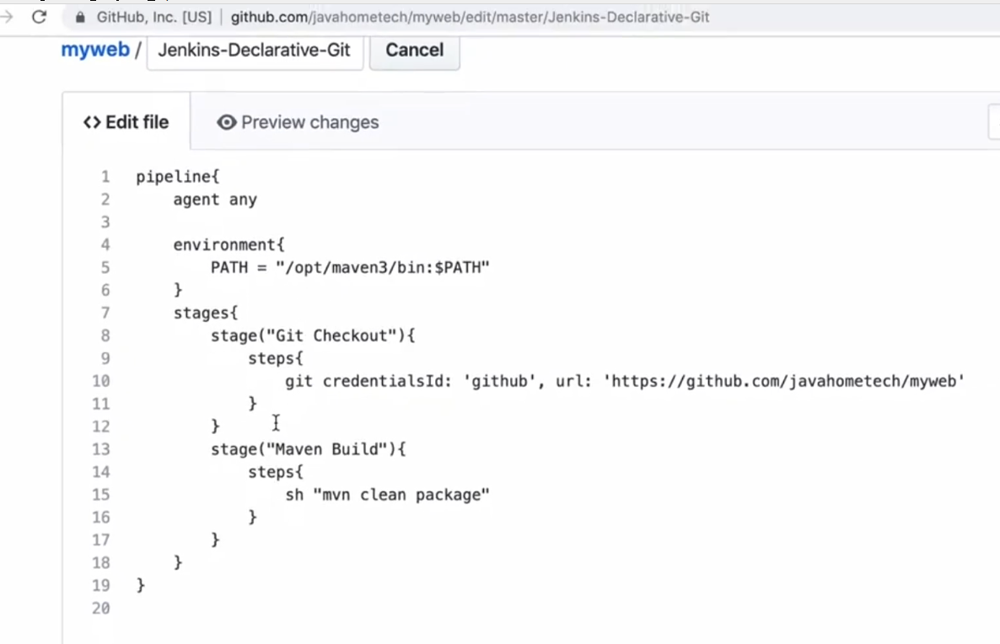 GitHub, Inc. [US] | github.com/javahometech/myweb/edit/master/Jenkins-Declarative-Git
myweb / Jenkins-Declarative-Git Cancel
<> Edit file Preview changes
1 pipeline{
2 agent any
3
4 environment{
5 PATH = "/opt/maven3/bin:$PATH"
6 }
7 stages{
8 stage("Git Checkout"){
9 steps{
10 git credentialsId: 'github', url: 'https://github.com/javahometech/myweb'
11 }
12 }
13 stage("Maven Build"){
14 steps{
15 sh "mvn clean package"
16 }
17 }
18 }
19 }
20